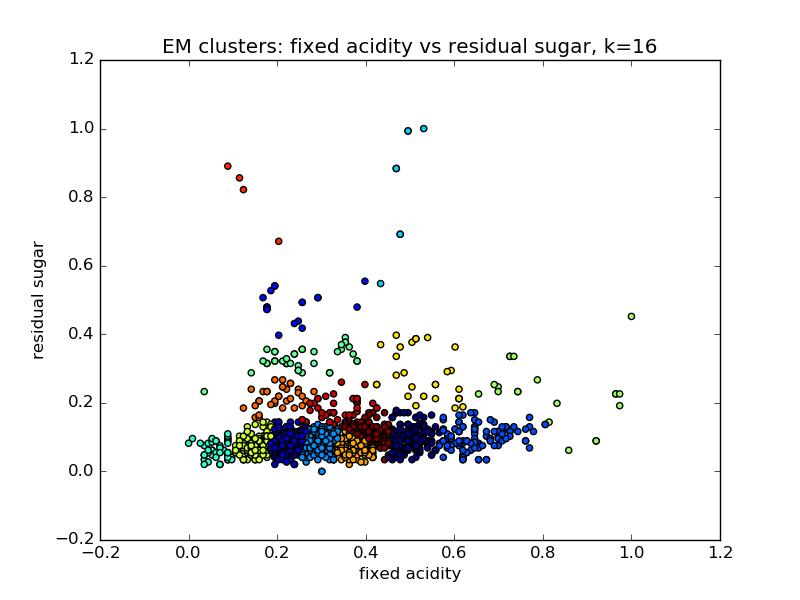 EM clusters: fixed acidity vs residual sugar, k=16
1.2
1.0
0.8
0.6
0.4
0.2
0.0
−0.2
residual sugar
−0.2 0.0 0.2 0.4 0.6 0.8 1.0 1.2
fixed acidity